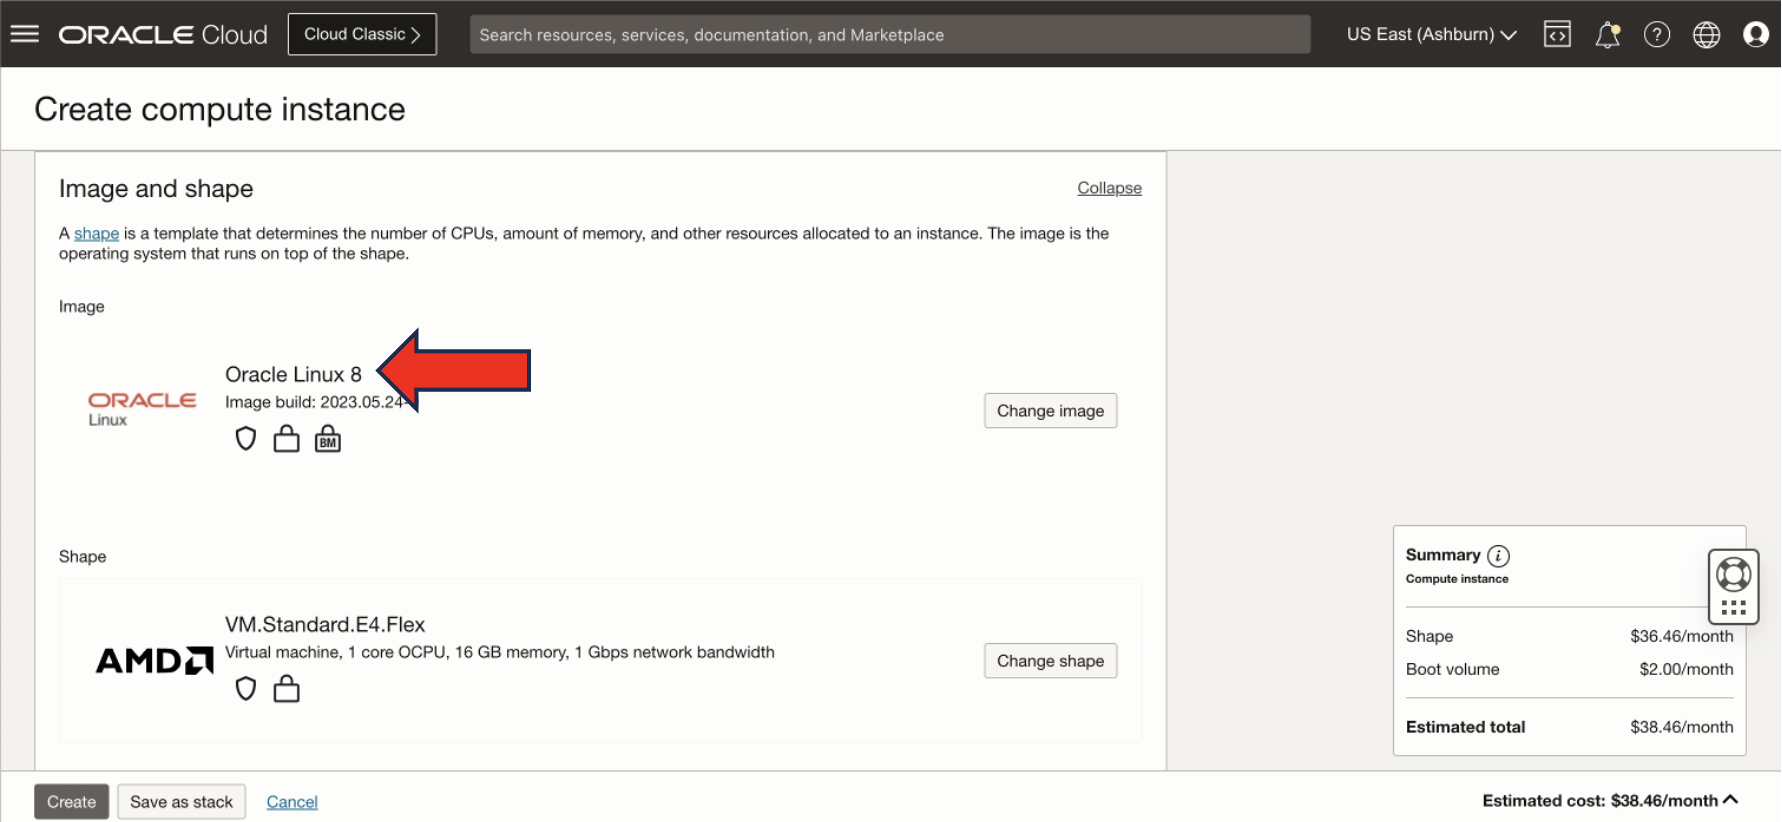 ORACLE Cloud
Cloud Classic
Search resources, services, documentation, and Marketplace
US East (Ashburn)
Create compute instance
Image and shape
Collapse
A shape is a template that determines the number of CPUs, amount of memory, and other resources allocated to an instance. The image is the
operating system that runs on top of the shape.
Image
ORACLE
Linux
Oracle Linux 8
Image build: 2023.05.24-
BM
Change image
Shape
AMD
VM.Standard.E4.Flex
Virtual machine, 1 core OCPU, 16 GB memory, 1 Gbps network bandwidth
Change shape
Summary
Compute instance
Shape $36.46/month
Boot volume $2.00/month
Estimated total $38.46/month
Create
Save as stack
Cancel
Estimated cost: $38.46/month